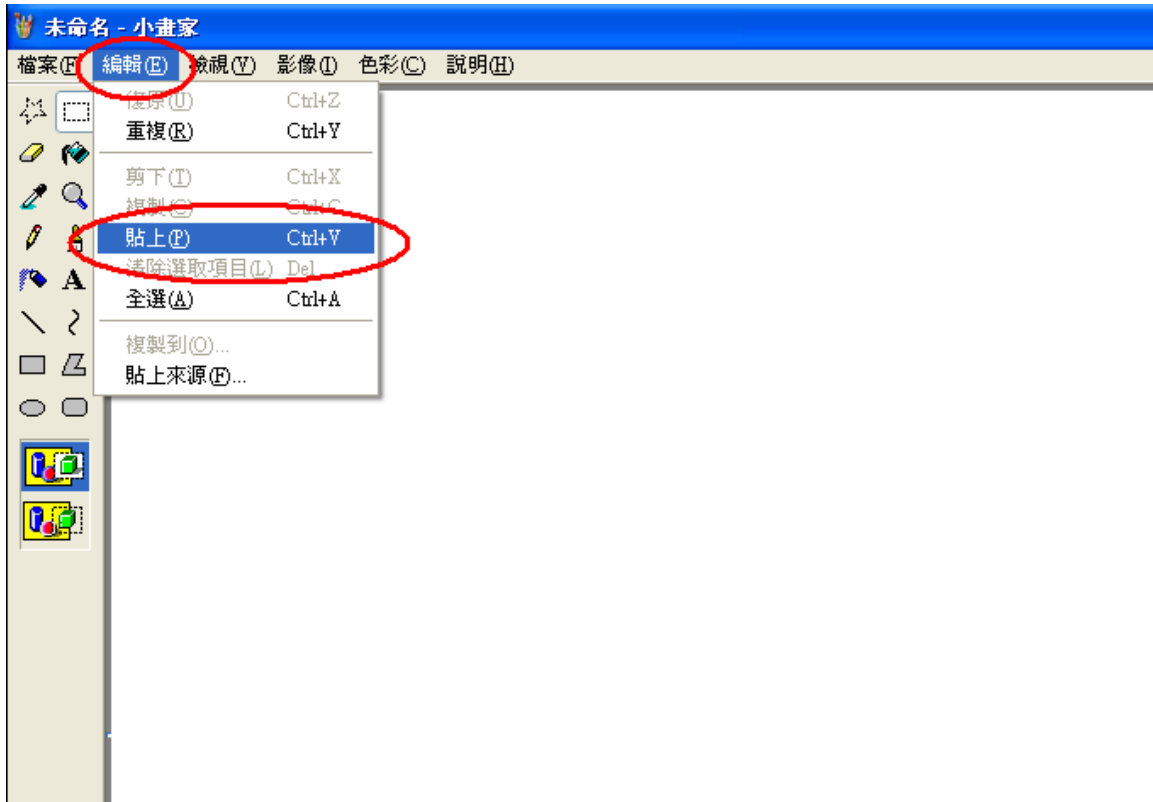 未命名 - 小畫家
檔案(F) 編輯(E) 檢視(V) 影像(I) 色彩(C) 說明(H)
復原(U) Ctrl+Z
重複(R) Ctrl+Y
剪下(T) Ctrl+X
複製(C) Ctrl+C
貼上(P) Ctrl+V
清除選取項目(L) Del
全選(A) Ctrl+A
複製到(O)...
貼上來源(F)...
A